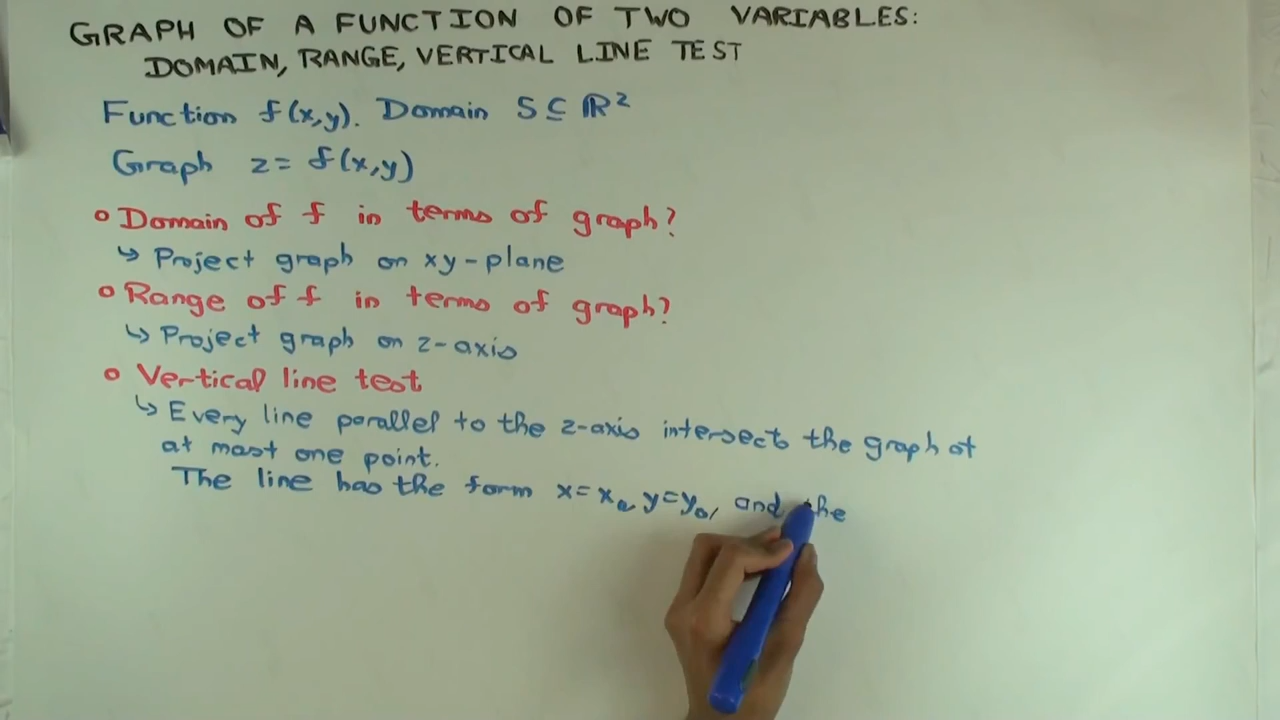 GRAPH OF A FUNCTION OF TWO VARIABLES:
DOMAIN, RANGE, VERTICAL LINE TEST
Function f(x,y). Domain S ⊆ ℝ²
Graph z = f(x,y)
∘ Domain of f in terms of graph?
↳ Project graph on xy-plane
∘ Range of f in terms of graph?
↳ Project graph on z-axis
∘ Vertical line test
↳ Every line parallel to the z-axis intersects the graph at
at most one point.
The line has the form x = x₀, y = y₀, and the